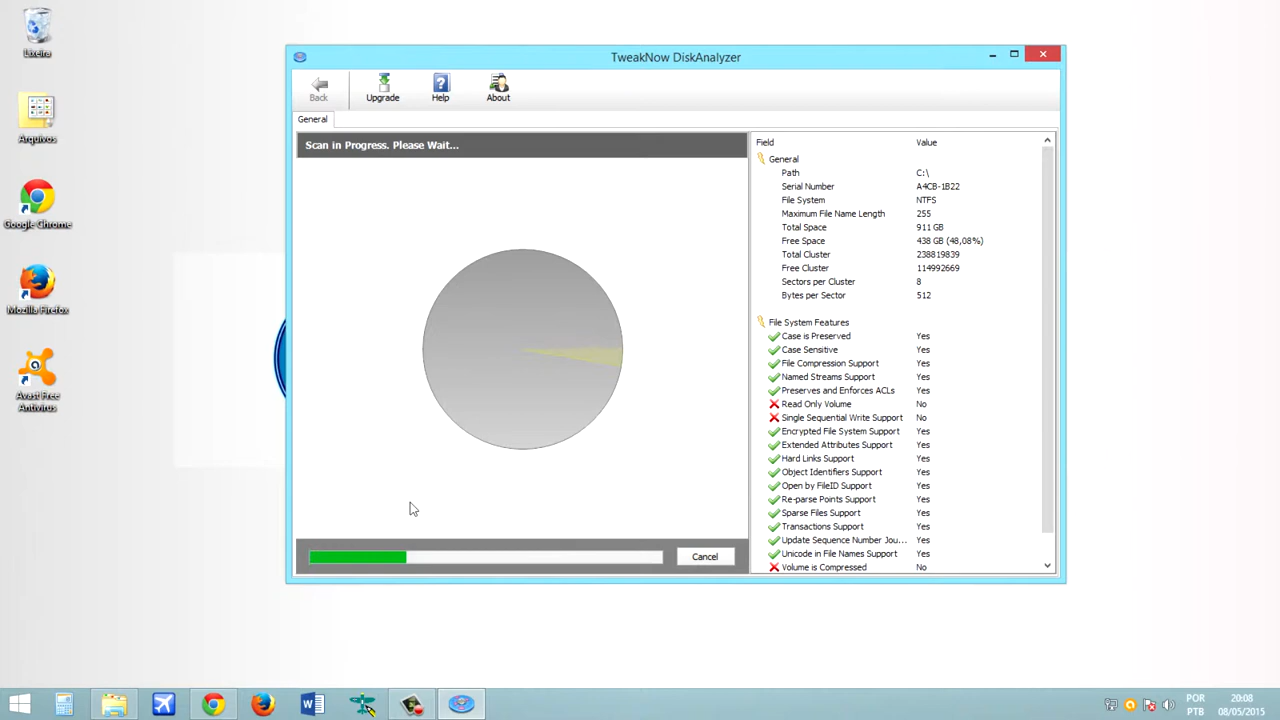 Lixeira
Arquivos
Google Chrome
Mozilla Firefox
Avast Free
Antivirus
TweakNow DiskAnalyzer
Back
Upgrade
Help
About
General
Scan in Progress. Please Wait...
Cancel
Field Value
General
Path C:\
Serial Number A4CB-1B22
File System NTFS
Maximum File Name Length 255
Total Space 911 GB
Free Space 438 GB (48,08%)
Total Cluster 238819839
Free Cluster 114992669
Sectors per Cluster 8
Bytes per Sector 512
File System Features
Case is Preserved Yes
Case Sensitive Yes
File Compression Support Yes
Named Streams Support Yes
Preserves and Enforces ACLs Yes
Read Only Volume No
Single Sequential Write Support No
Encrypted File System Support Yes
Extended Attributes Support Yes
Hard Links Support Yes
Object Identifiers Support Yes
Open by FileID Support Yes
Re-parse Points Support Yes
Sparse Files Support Yes
Transactions Support Yes
Update Sequence Number Jou... Yes
Unicode in File Names Support Yes
Volume is Compressed No
POR
PTB
20:08
08/05/2015